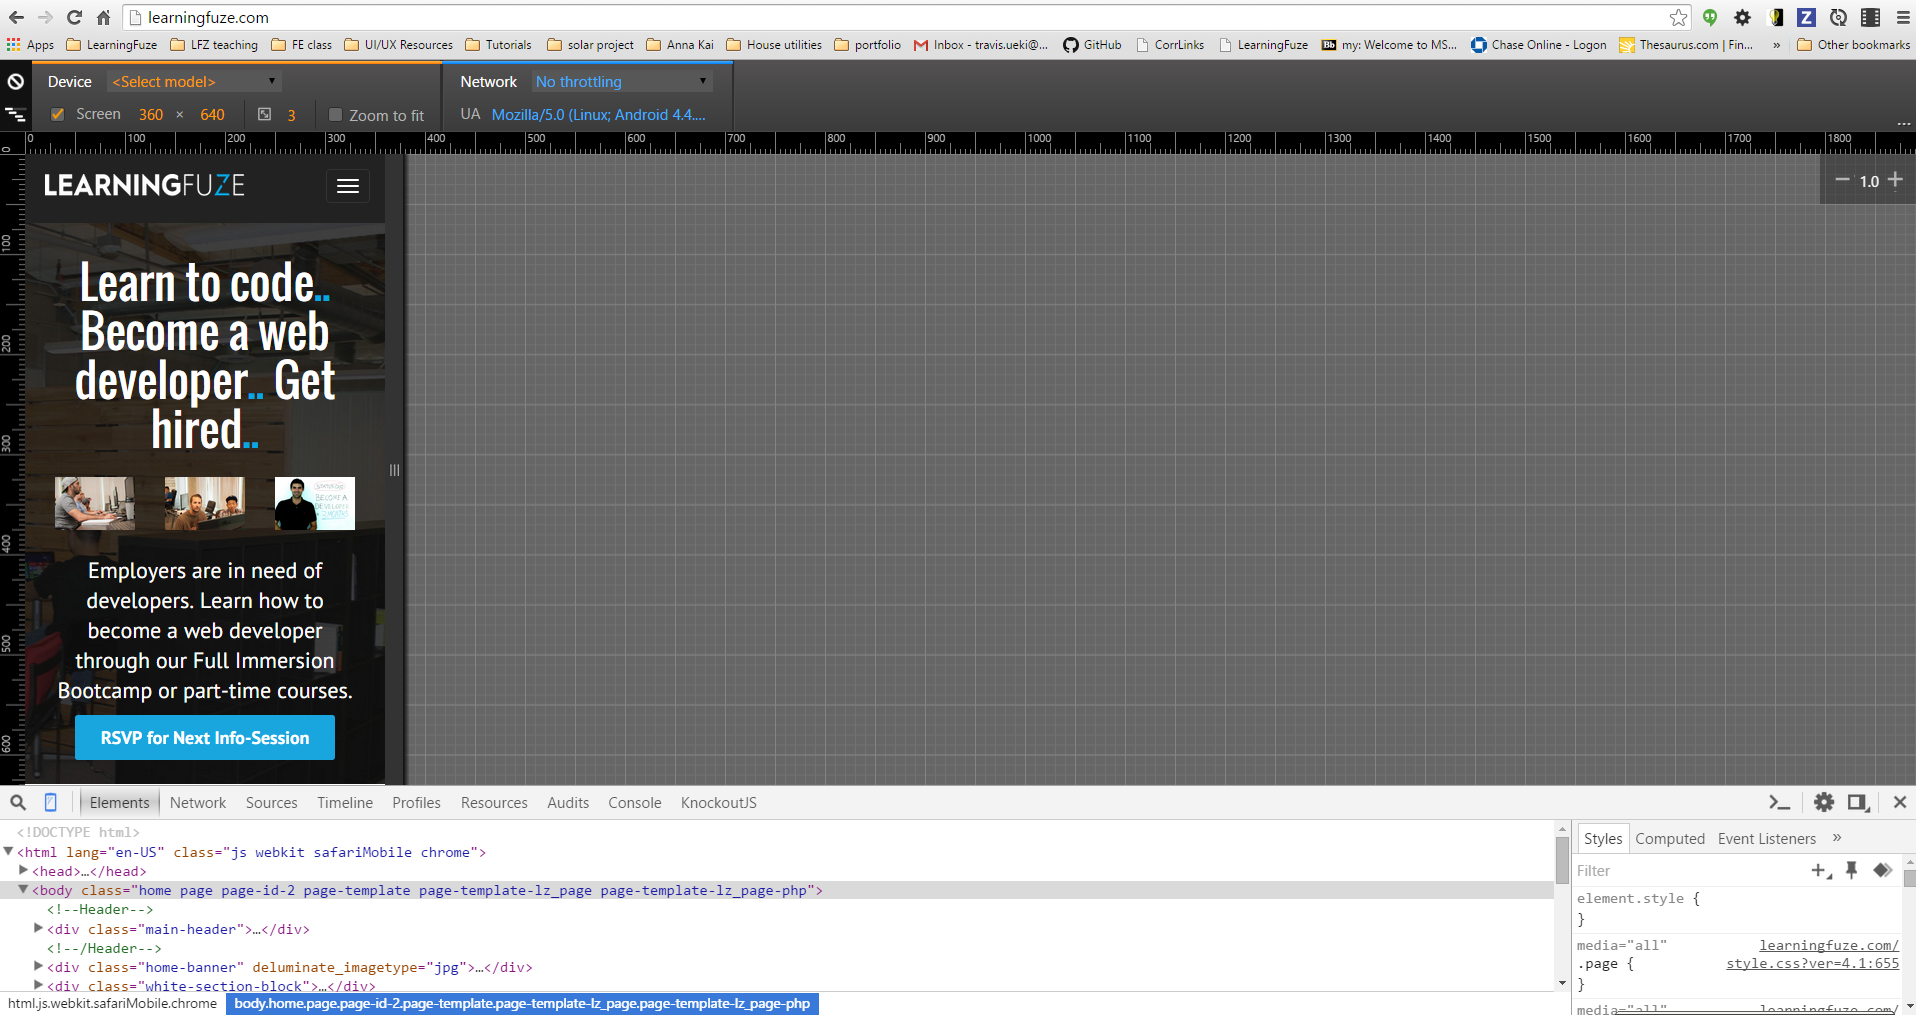 learningfuze.com
Apps LearningFuze LFZ teaching FE class UI/UX Resources Tutorials solar project Anna Kai House utilities portfolio Inbox - travis.ueki@... GitHub CorrLinks LearningFuze Bb my: Welcome to MS... Chase Online - Logon Thesaurus.com | Fin... » Other bookmarks
Device <Select model> Network No throttling
Screen 360 × 640 3 Zoom to fit UA Mozilla/5.0 (Linux; Android 4.4....
0 100 200 300 400 500 600 700 800 900 1000 1100 1200 1300 1400 1500 1600 1700 1800
0
100
200
300
400
500
600
LEARNINGFUZE
1.0
Learn to code..
Become a web
developer.. Get
hired..
BECOME A
Employers are in need of
developers. Learn how to
become a web developer
through our Full Immersion
Bootcamp or part-time courses.
RSVP for Next Info-Session
Elements Network Sources Timeline Profiles Resources Audits Console KnockoutJS
<!DOCTYPE html>
<html lang="en-US" class="js webkit safariMobile chrome">
<head>…</head>
<body class="home page page-id-2 page-template page-template-lz_page page-template-lz_page-php">
<!--Header-->
<div class="main-header">…</div>
<!--/Header-->
<div class="home-banner" deluminate_imagetype="jpg">…</div>
<div class="white-section-block">…</div>
html.js.webkit.safariMobile.chrome body.home.page.page-id-2.page-template.page-template-lz_page.page-template-lz_page-php
Styles Computed Event Listeners »
Filter
element.style {
}
media="all" learningfuze.com/
.page { style.css?ver=4.1:655
}
media="all" learningfuze.com/